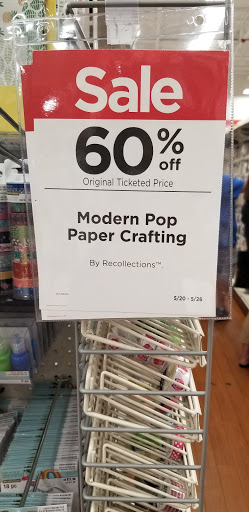 Sale
60% off
Original Ticketed Price
Modern Pop
Paper Crafting
By Recollections™.
5/20 - 5/26